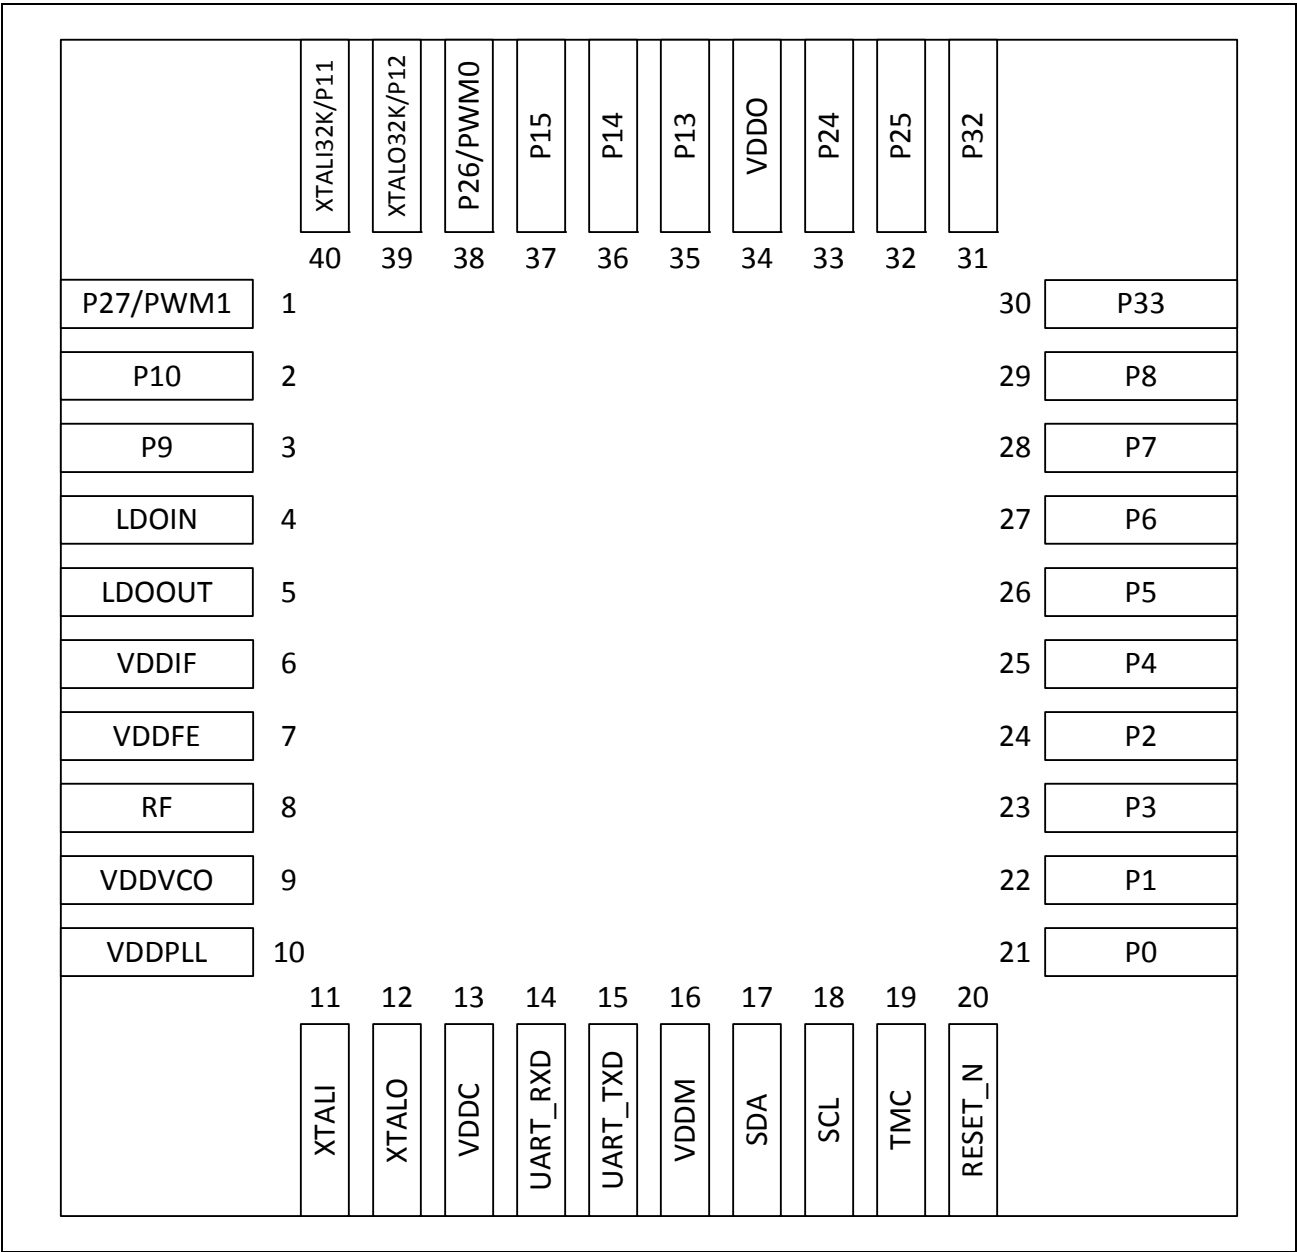 XTALI32K/P11 XTALO32K/P12 P26/PWM0 P15 P14 P13 VDDO P24 P25 P32
40 39 38 37 36 35 34 33 32 31
P27/PWM1 1 30 P33
P10 2 29 P8
P9 3 28 P7
LDOIN 4 27 P6
LDOOUT 5 26 P5
VDDIF 6 25 P4
VDDFE 7 24 P2
RF 8 23 P3
VDDVCO 9 22 P1
VDDPLL 10 21 P0
11 12 13 14 15 16 17 18 19 20
XTALI XTALO VDDC UART_RXD UART_TXD VDDM SDA SCL TMC RESET_N